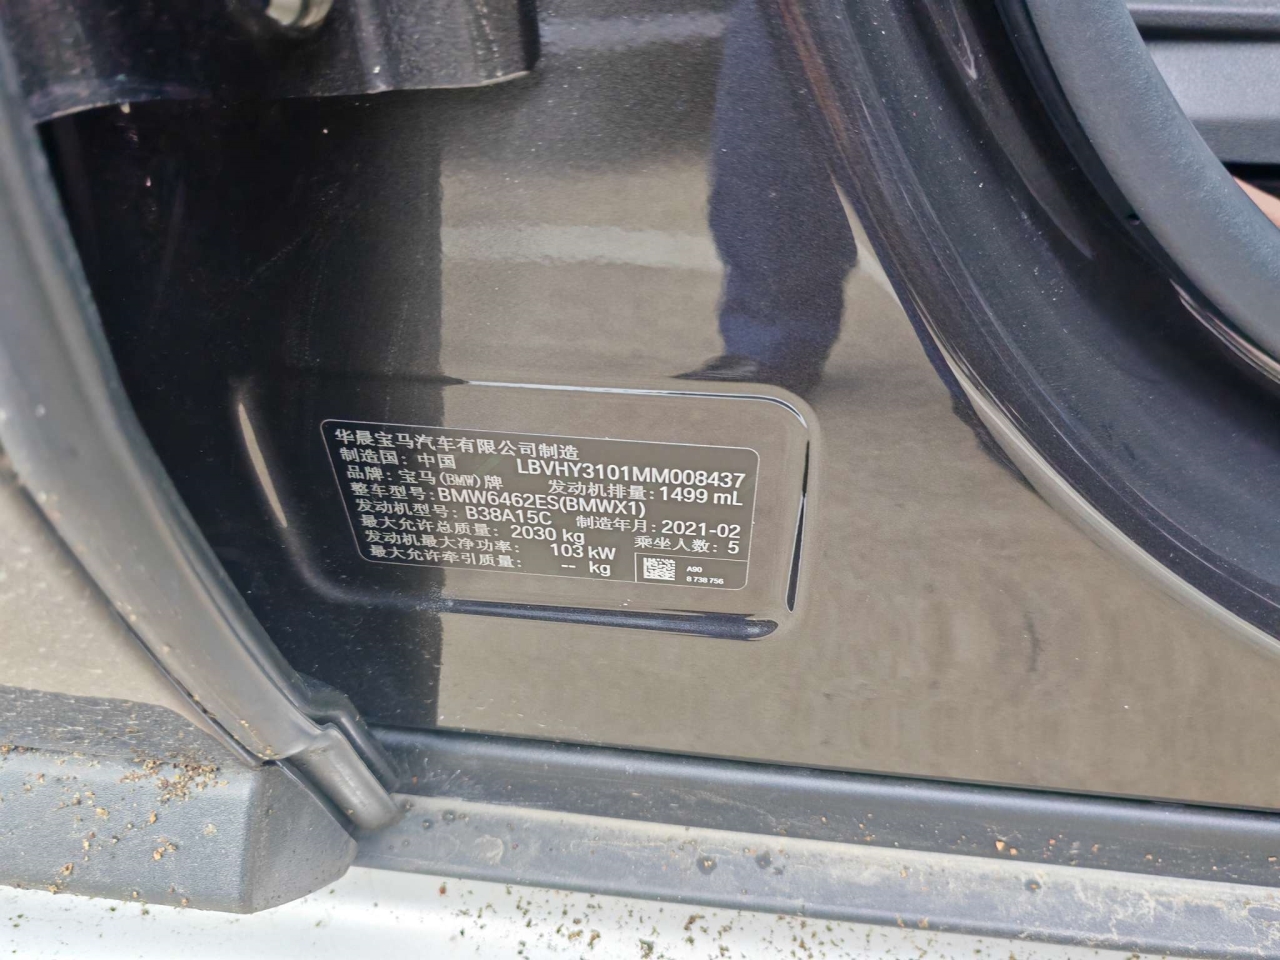 华晨宝马汽车有限公司制造
制造国：中国 LBVHY3101MM008437
品牌：宝马(BMW)牌 发动机排量：1499 mL
整车型号：BMW6462ES(BMWX1)
发动机型号：B38A15C 制造年月：2021-02
最大允许总质量：2030 kg 乘坐人数：5
发动机最大净功率：103 kW
最大允许牵引质量：-- kg
A90
8 738 756